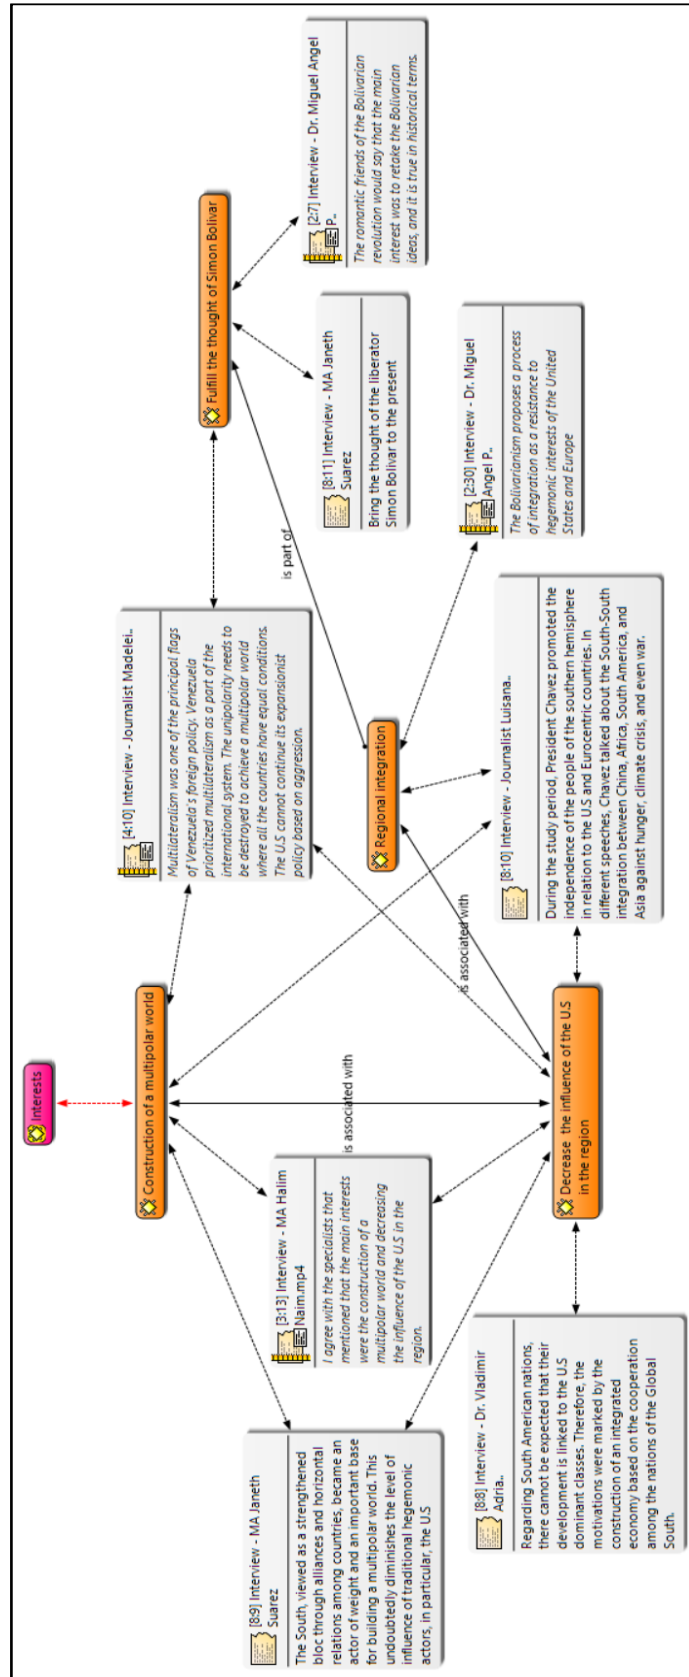 Interests
Construction of a multipolar world
[4:10] Interview - Journalist Madelei..
Multilateralism was one of the principal flags
of Venezuela's foreign policy. Venezuela
prioritized multilateralism as a part of the
international system. The unipolarity needs to
be destroyed to achieve a multipolar world
where all the countries have equal conditions.
The U.S cannot continue its expansionist
policy based on aggression.
Fulfill the thought of Simon Bolivar
[8:9] Interview - MA Janeth
Suarez
The South, viewed as a strengthened
bloc through alliances and horizontal
relations among countries, became an
actor of weight and an important base
for building a multipolar world. This
undoubtedly diminishes the level of
influence of traditional hegemonic
actors, in particular, the U.S
[3:13] Interview - MA Halim
Naim.mp4
I agree with the specialists that
mentioned that the main interests
were the construction of a
multipolar world and decreasing
the influence of the U.S in the
region.
is associated with
is part of
[8:11] Interview - MA Janeth
Suarez
Bring the thought of the liberator
Simon Bolivar to the present
[2:7] Interview - Dr. Miguel Angel
P..
The romantic friends of the Bolivarian
revolution would say that the main
interest was to retake the Bolivarian
ideas, and it is true in historical terms.
Regional integration
is associated with
[8:8] Interview - Dr. Vladimir
Adria..
Regarding South American nations,
there cannot be expected that their
development is linked to the U.S
dominant classes. Therefore, the
motivations were marked by the
construction of an integrated
economy based on the cooperation
among the nations of the Global
South.
Decrease the influence of the U.S
in the region
[8:10] Interview - Journalist Luisana..
During the study period, President Chavez promoted the
independence of the people of the southern hemisphere
in relation to the U.S and Eurocentric countries. In
different speeches, Chavez talked about the South-South
integration between China, Africa, South America, and
Asia against hunger, climate crisis, and even war.
[2:30] Interview - Dr. Miguel
Angel P..
The Bolivarianism proposes a process
of integration as a resistance to
hegemonic interests of the United
States and Europe